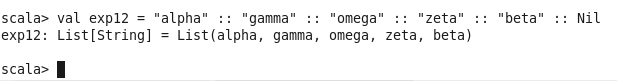 scala> val exp12 = "alpha" :: "gamma" :: "omega" :: "zeta" :: "beta" :: Nil
exp12: List[String] = List(alpha, gamma, omega, zeta, beta)
scala>